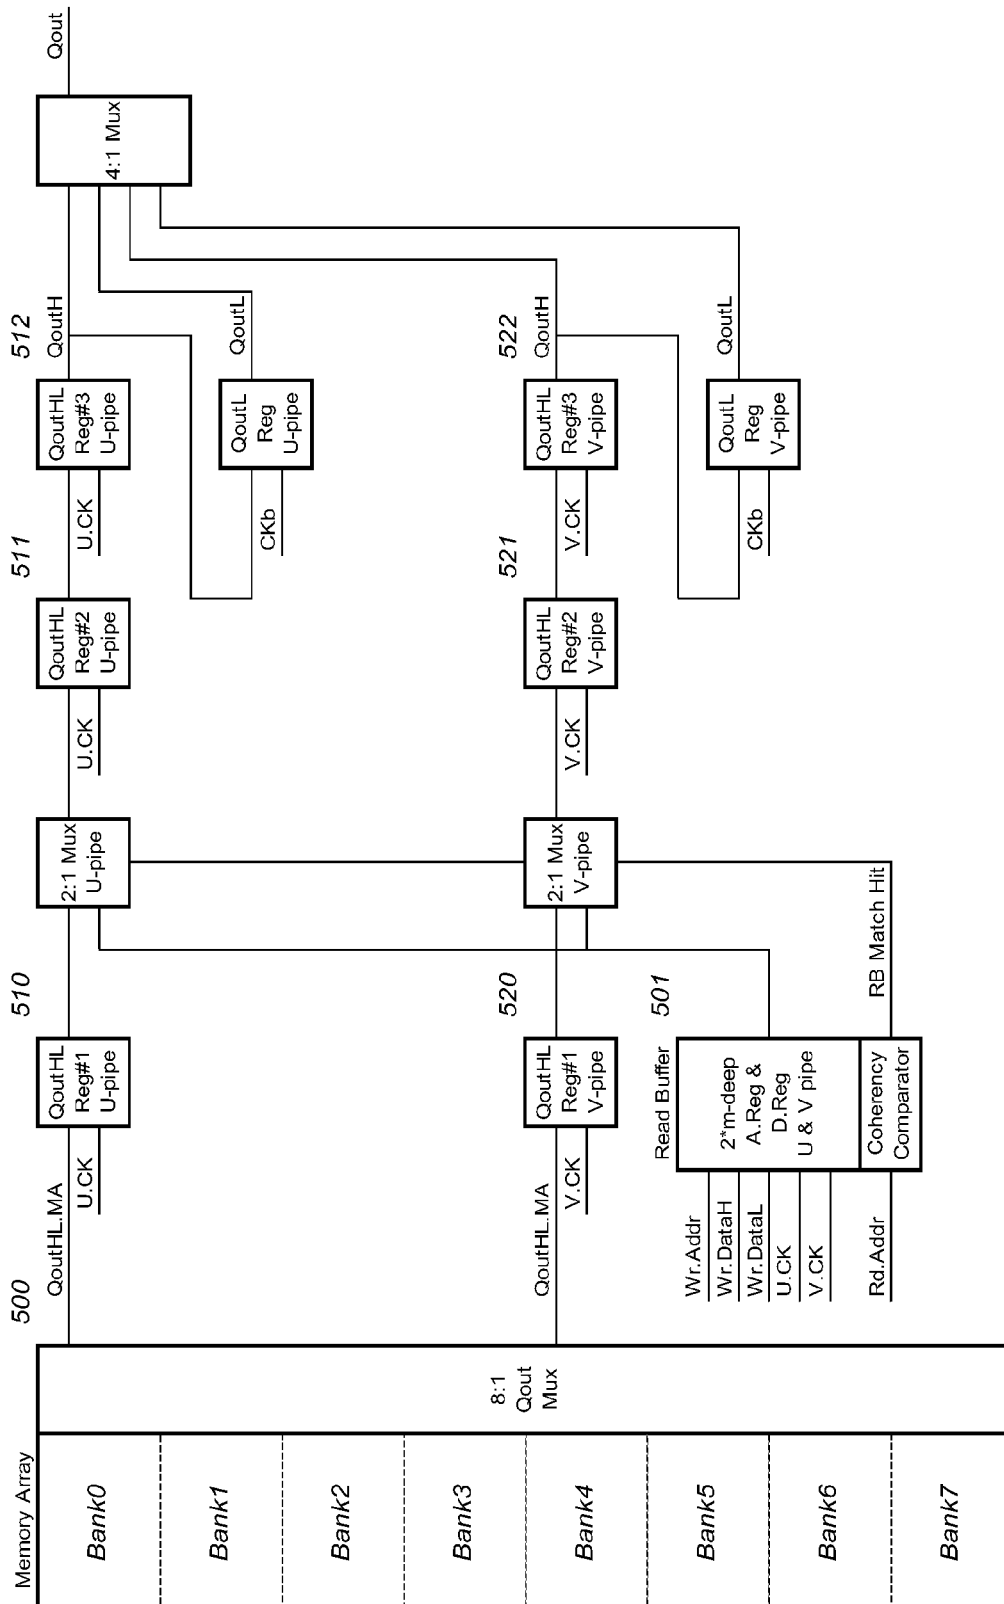 Memory Array
Bank0
Bank1
Bank2
Bank3
Bank4
Bank5
Bank6
Bank7
8:1
Qout
Mux
500
QoutHL.MA
U.CK
510
QoutHL
Reg#1
U-pipe
2:1 Mux
U-pipe
U.CK
511
QoutHL
Reg#2
U-pipe
U.CK
512
QoutHL
Reg#3
U-pipe
QoutH
CKb
QoutL
Reg
U-pipe
QoutL
4:1 Mux
Qout
QoutHL.MA
V.CK
520
QoutHL
Reg#1
V-pipe
2:1 Mux
V-pipe
V.CK
521
QoutHL
Reg#2
V-pipe
V.CK
522
QoutHL
Reg#3
V-pipe
QoutH
CKb
QoutL
Reg
V-pipe
QoutL
501
Read Buffer
Wr.Addr
Wr.DataH
Wr.DataL
U.CK
V.CK
2*m-deep
A.Reg &
D.Reg
U & V pipe
Rd.Addr
Coherency
Comparator
RB Match Hit